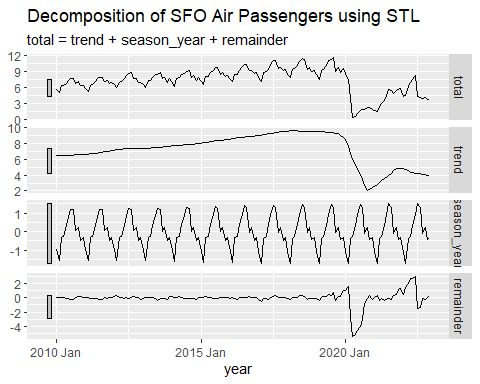 Decomposition of SFO Air Passengers using STL
total = trend + season_year + remainder
12
9
6
3
0
total
10
8
6
4
2
trend
1
0
-1
season_year
2
0
-2
-4
remainder
2010 Jan 2015 Jan 2020 Jan
year